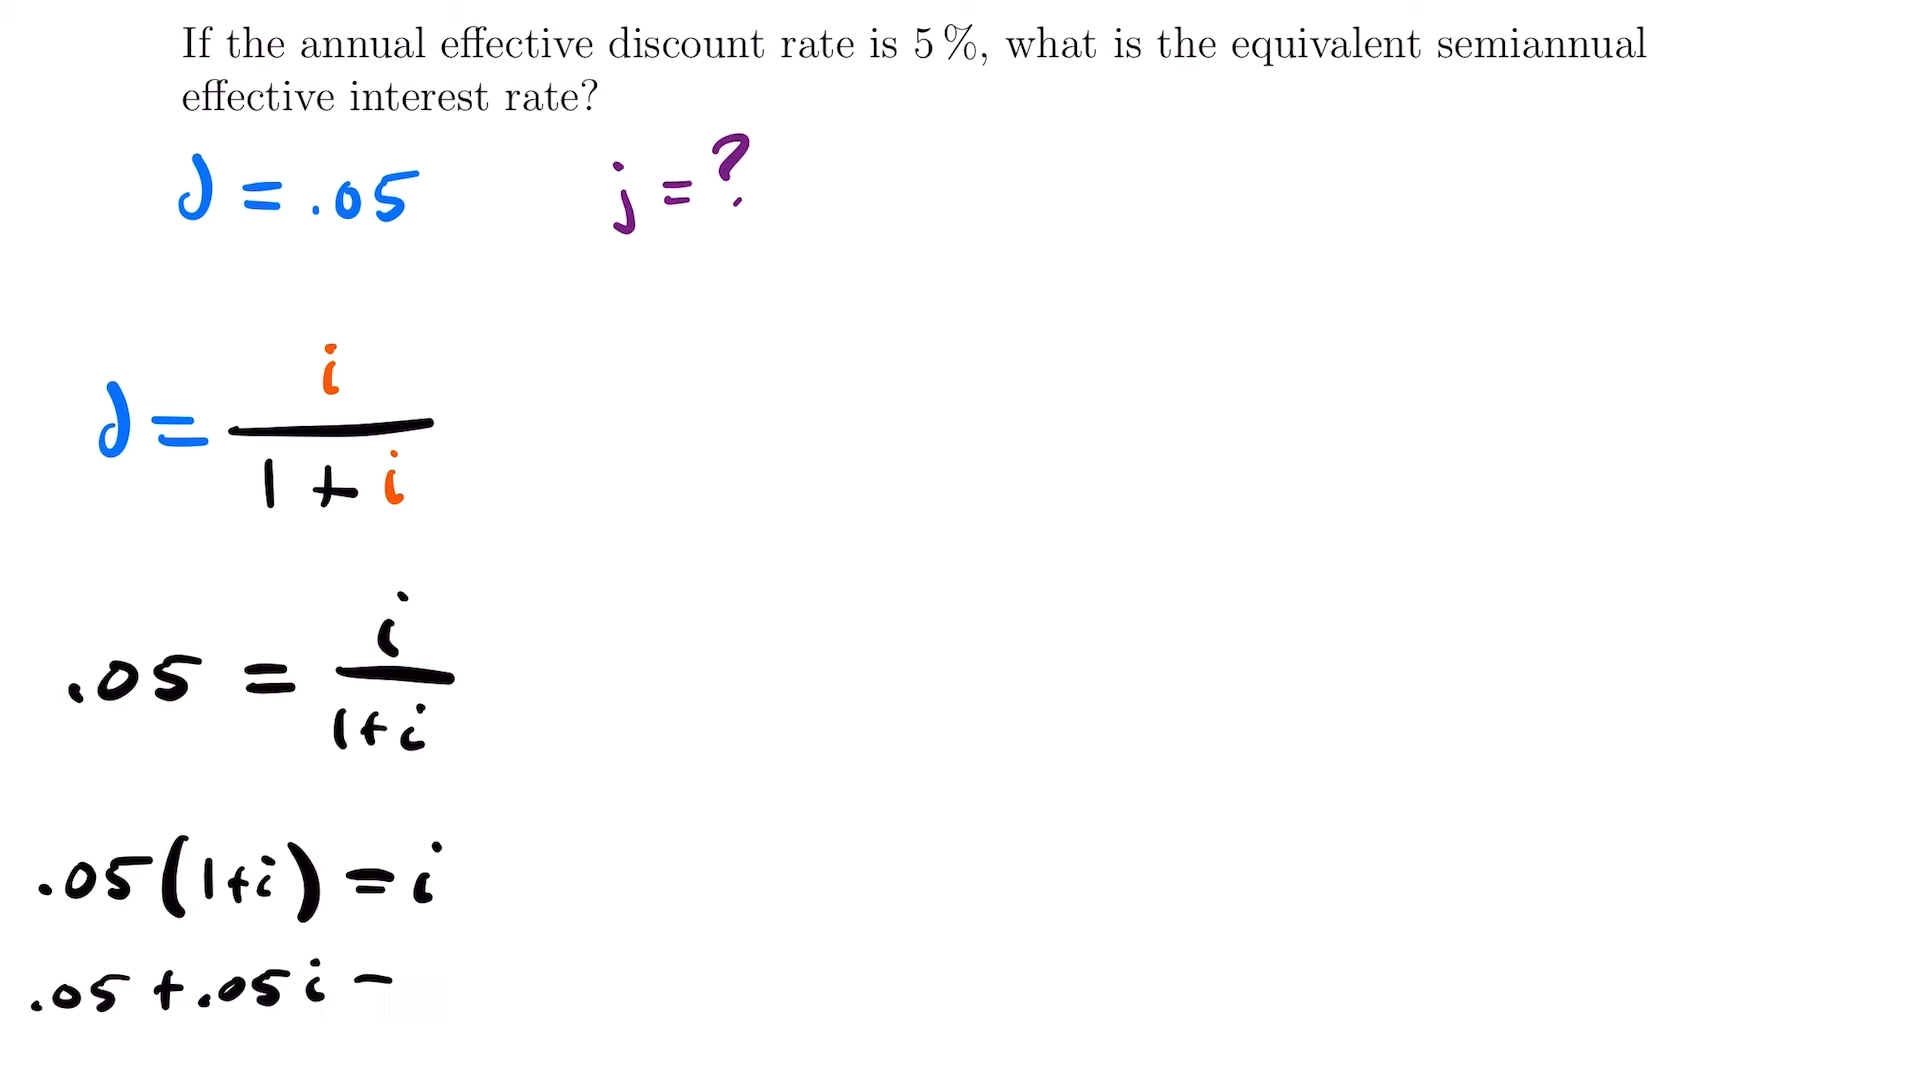 If the annual effective discount rate is 5 %, what is the equivalent semiannual
effective interest rate?
d = .05 j = ?
d = i / 1 + i
.05 = i / 1+i
.05(1+i) = i
.05 + .05i -